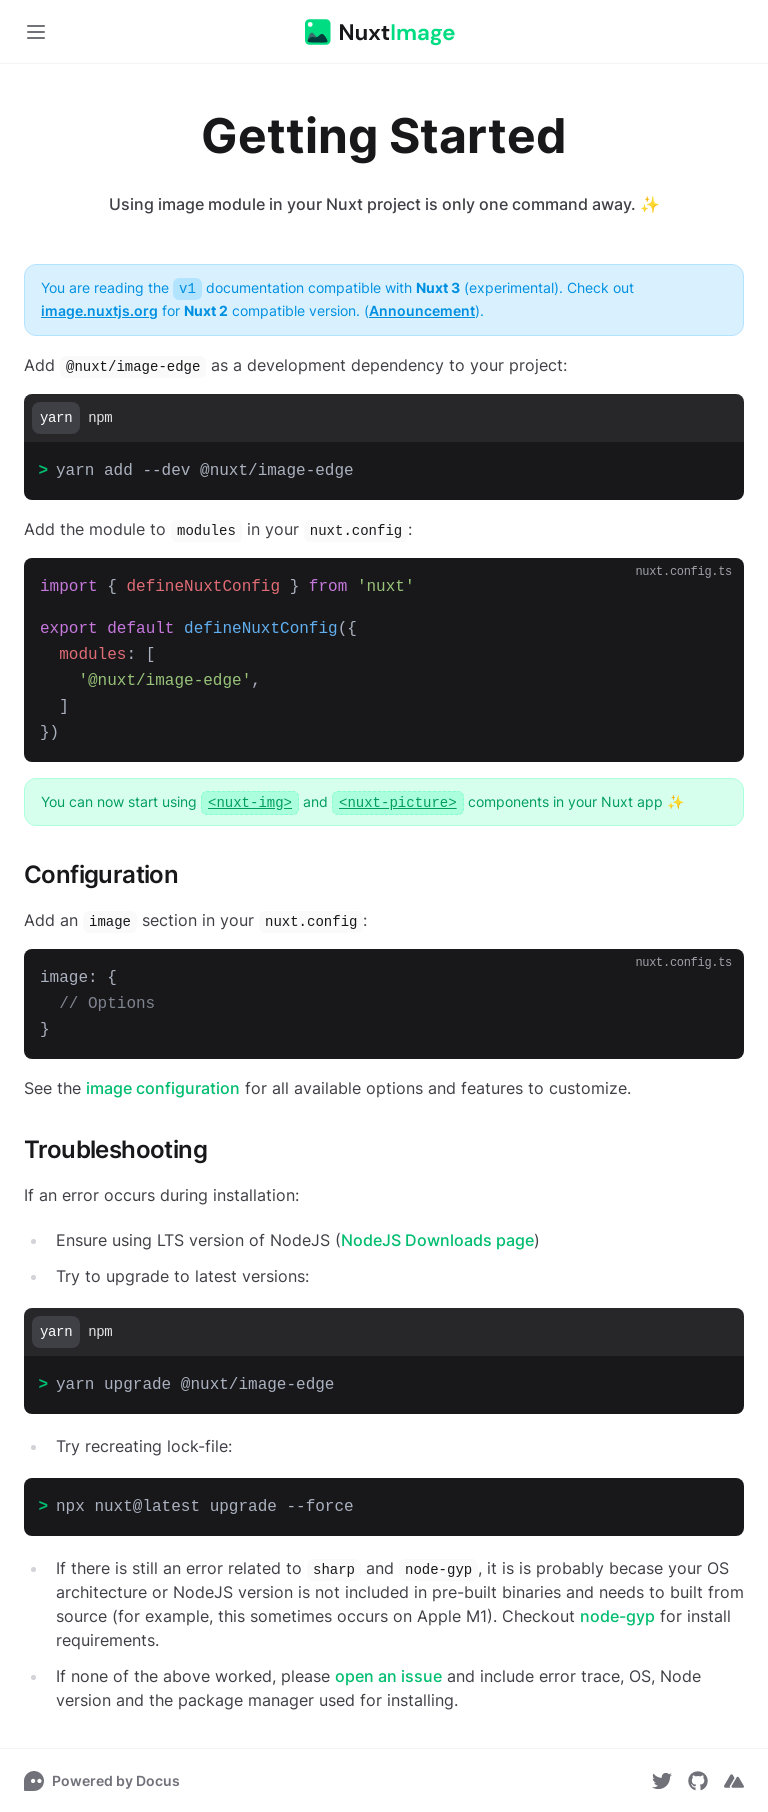 NuxtImage
Getting Started
Using image module in your Nuxt project is only one command away. ✨
You are reading the v1 documentation compatible with Nuxt 3 (experimental). Check out
image.nuxtjs.org for Nuxt 2 compatible version. (Announcement).
Add @nuxt/image-edge as a development dependency to your project:
yarn npm
> yarn add --dev @nuxt/image-edge
Add the module to modules in your nuxt.config:
nuxt.config.ts
import { defineNuxtConfig } from 'nuxt'
export default defineNuxtConfig({
  modules: [
    '@nuxt/image-edge',
  ]
})
You can now start using <nuxt-img> and <nuxt-picture> components in your Nuxt app ✨
Configuration
Add an image section in your nuxt.config:
nuxt.config.ts
image: {
  // Options
}
See the image configuration for all available options and features to customize.
Troubleshooting
If an error occurs during installation:
Ensure using LTS version of NodeJS (NodeJS Downloads page)
Try to upgrade to latest versions:
yarn npm
> yarn upgrade @nuxt/image-edge
Try recreating lock-file:
> npx nuxt@latest upgrade --force
If there is still an error related to sharp and node-gyp, it is is probably becase your OS
architecture or NodeJS version is not included in pre-built binaries and needs to built from
source (for example, this sometimes occurs on Apple M1). Checkout node-gyp for install
requirements.
If none of the above worked, please open an issue and include error trace, OS, Node
version and the package manager used for installing.
Powered by Docus